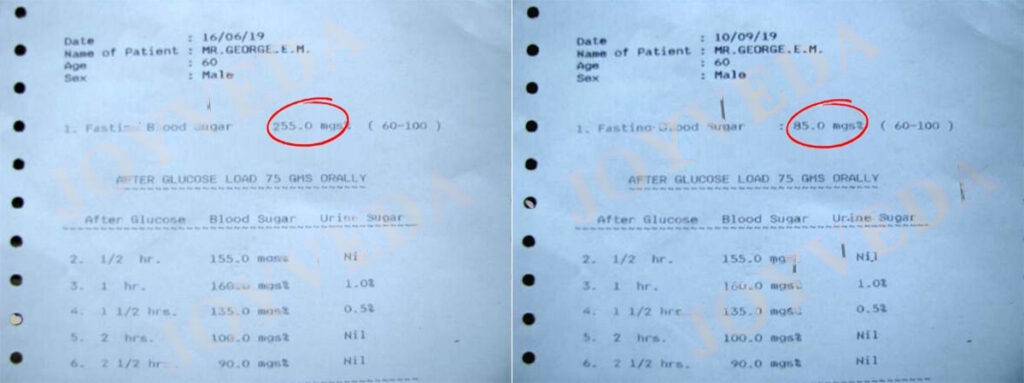 Date : 16/06/19
Name of Patient : MR.GEORGE.E.M.
Age : 60
Sex : Male
1. Fasting Blood Sugar 255.0 mgs% ( 60-100 )
AFTER GLUCOSE LOAD 75 GMS ORALLY
After Glucose Blood Sugar Urine Sugar
2. 1/2 hr. 155.0 mgs% Ni
3. 1 hr. 160.0 mgs% 1.0%
4. 1 1/2 hrs. 135.0 mgs% 0.5%
5. 2 hrs. 100.0 mgs% Nil
6. 2 1/2 hrs 90.0 mgs% Nil
JOYVEDA
JOYVEDA
Date : 10/09/19
Name of Patient : MR.GEORGE.E.M.
Age : 60
Sex : Male
1. Fasting Blood Sugar : 85.0 mgs% ( 60-100 )
AFTER GLUCOSE LOAD 75 GMS ORALLY
After Glucose Blood Sugar Urine Sugar
2. 1/2 hr. 155.0 mg Nil
3. 1 hr. 160.0 mgs% 1.0%
4. 1 1/2 hrs. 135.0 mgs% 0.5%
5. 2 hrs. 100.0 mgs% Nil
6. 2 1/2 hrs. 90.0 mgs% Nil
JOYVEDA
JOYVEDA